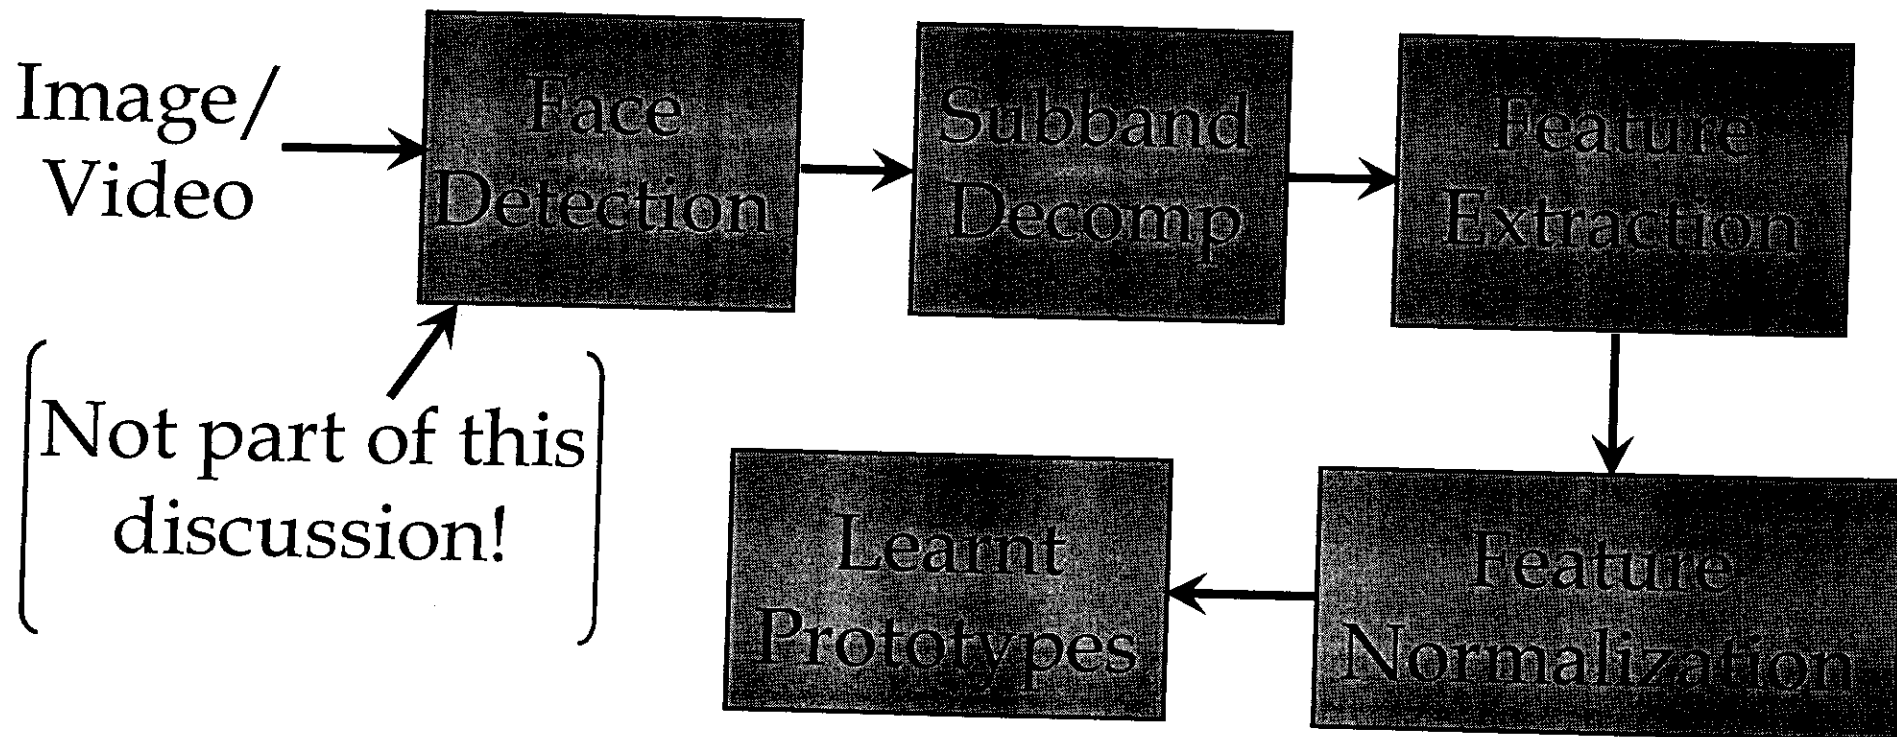 Image/
Video
Face
Detection
Subband
Decomp
Feature
Extraction
Not part of this
discussion!
Learnt
Prototypes
Feature
Normalization